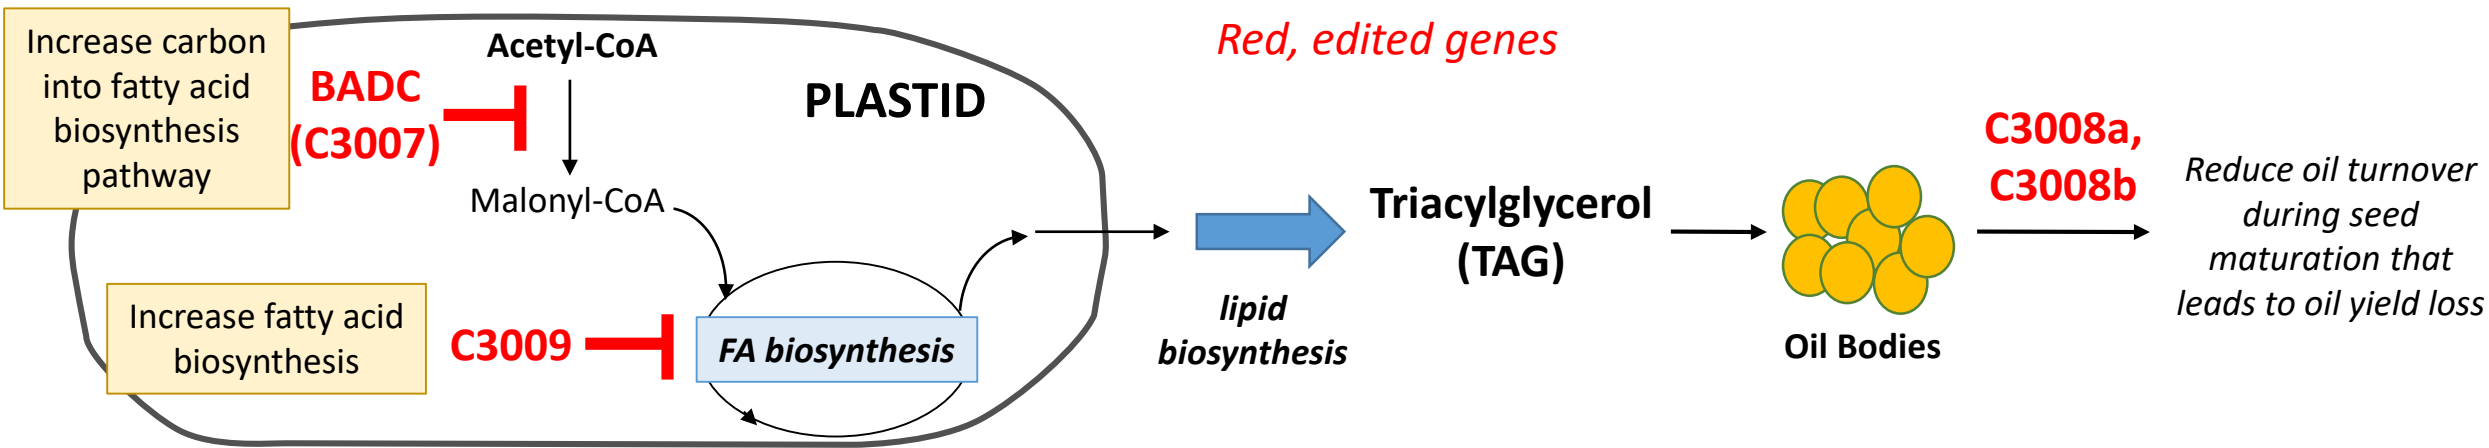 Increase carbon
into fatty acid
biosynthesis
pathway
BADC
(C3007)
Acetyl-CoA
Malonyl-CoA
PLASTID
Red, edited genes
Increase fatty acid
biosynthesis
C3009
FA biosynthesis
lipid
biosynthesis
Triacylglycerol
(TAG)
Oil Bodies
C3008a,
C3008b
Reduce oil turnover
during seed
maturation that
leads to oil yield loss